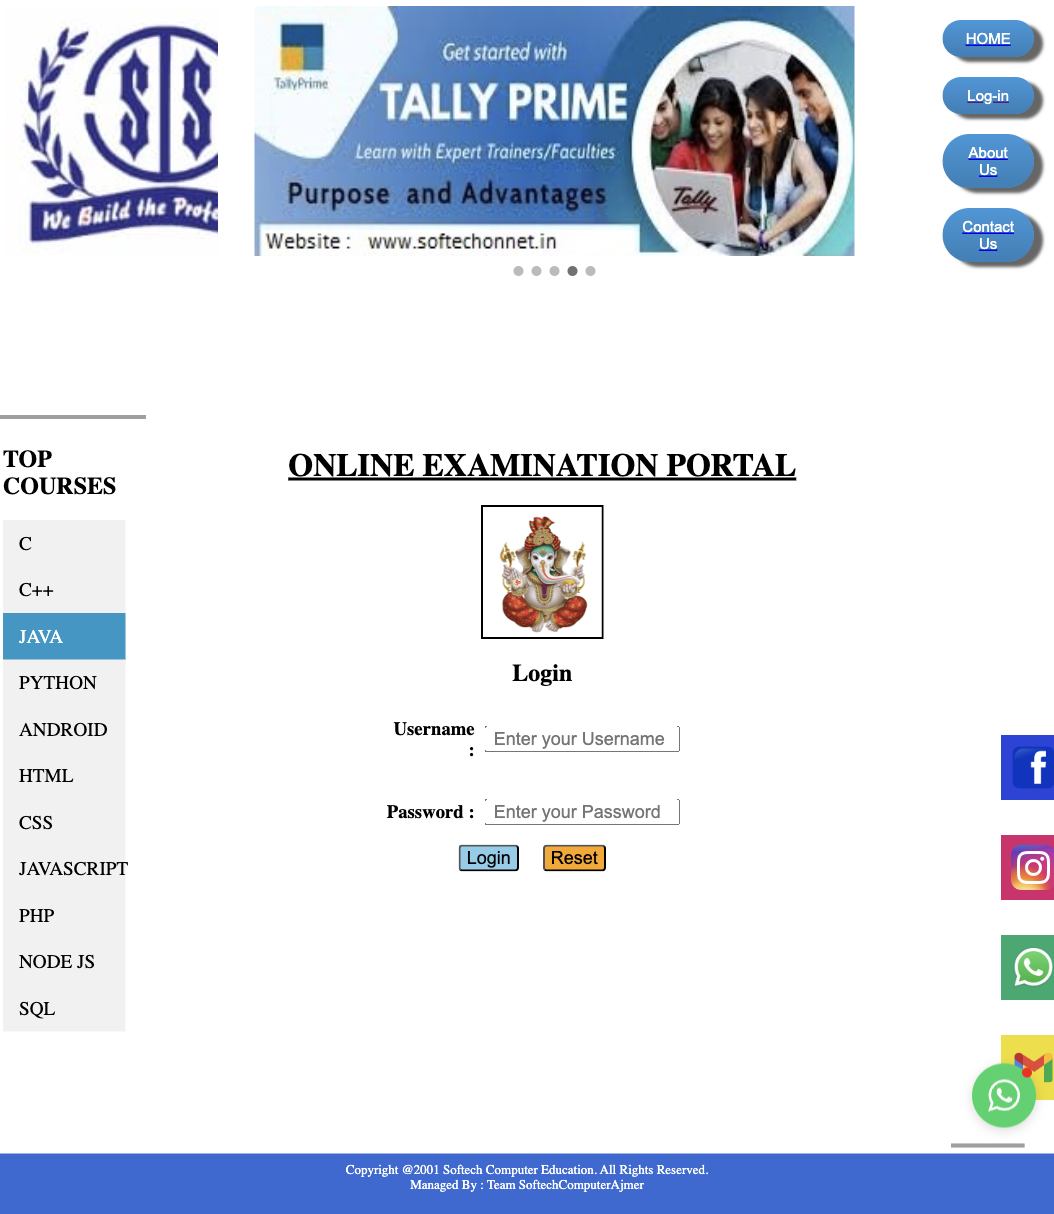 S
S
We Build the Profe
TallyPrime
Get started with
TALLY PRIME
Learn with Expert Trainers/Faculties
Purpose and Advantages
Website : www.softechonnet.in
Tally
HOME
Log-in
About
Us
Contact
Us
TOP
COURSES
C
C++
JAVA
PYTHON
ANDROID
HTML
CSS
JAVASCRIPT
PHP
NODE JS
SQL
ONLINE EXAMINATION PORTAL
Login
Username
:
Enter your Username
Password :
Enter your Password
Login
Reset
Copyright @2001 Softech Computer Education. All Rights Reserved.
Managed By : Team SoftechComputerAjmer